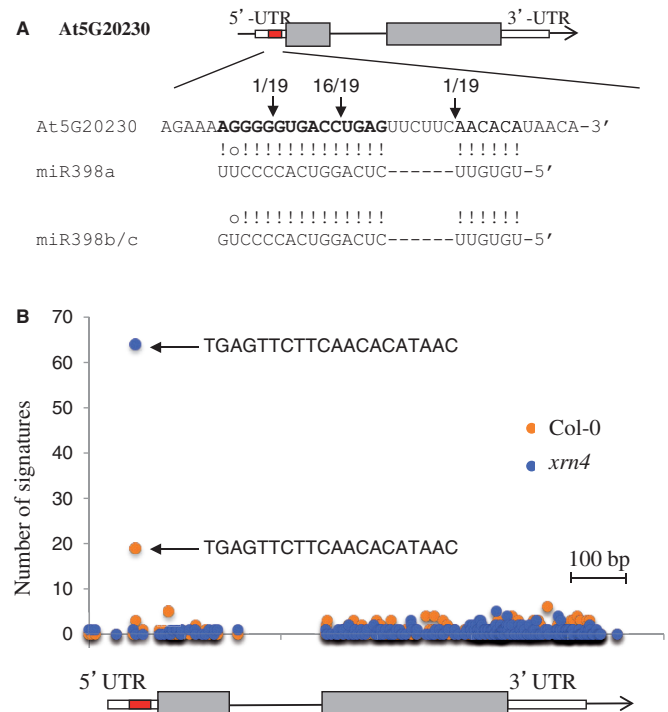 5'-UTR 3'-UTR
A At5G20230
1/19 16/19 1/19
At5G20230 AGAAAAGGGGGUGACCUGAGUUCUUCAACACAUAACA-3'
!o!!!!!!!!!!!! !!!!!!
miR398a UUCCCCACUGGACUC------UUGUGU-5'
o!!!!!!!!!!!! !!!!!!
miR398b/c GUCCCCACUGGACUC------UUGUGU-5'
B
70
TGAGTTCTTCAACACATAAC
60
50
Col-0
40
xrn4
30
Number of signatures
20
TGAGTTCTTCAACACATAAC
100 bp
10
0
5' UTR 3' UTR